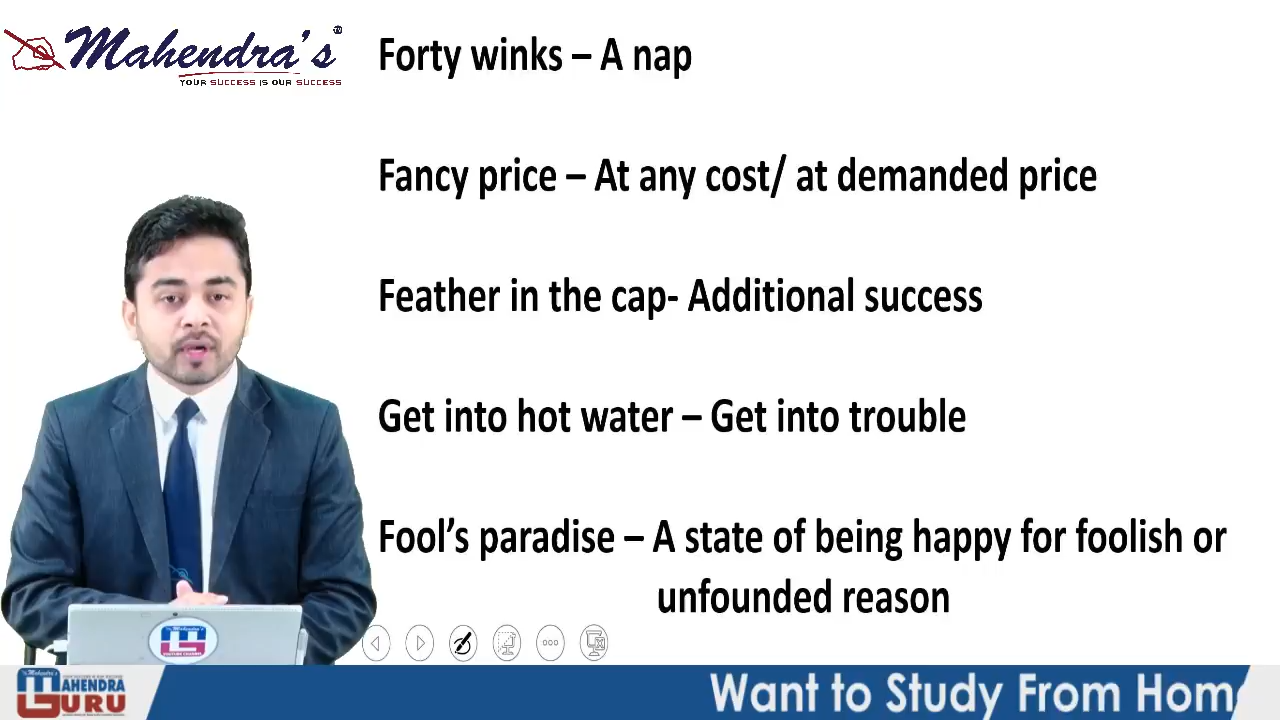 Mahendra's
YOUR SUCCESS IS OUR SUCCESS
Forty winks – A nap
Fancy price – At any cost/ at demanded price
Feather in the cap- Additional success
Get into hot water – Get into trouble
Fool's paradise – A state of being happy for foolish or
unfounded reason
MAHENDRA
GURU
Want to Study From Home